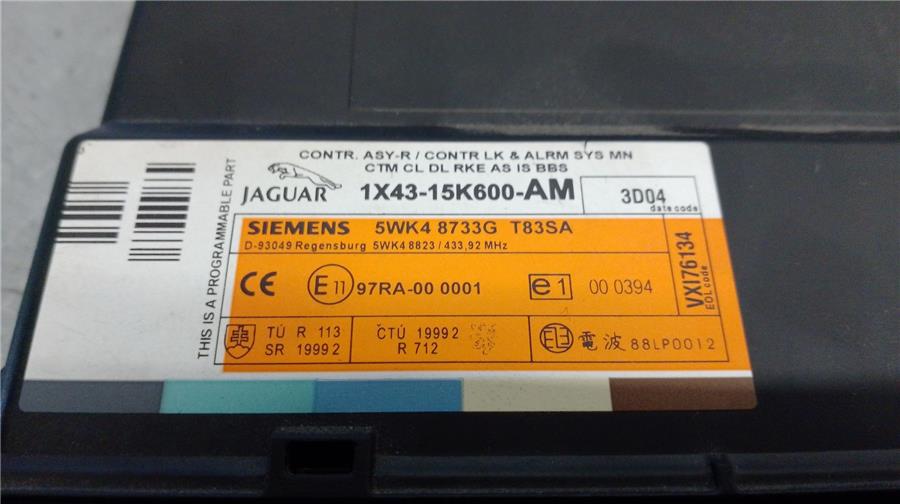 CONTR. ASY-R / CONTR LK & ALRM SYS MN
CTM CL DL RKE AS IS BBS
JAGUAR 1X43-15K600-AM 3D04
date code
THIS IS A PROGRAMMABLE PART
SIEMENS 5WK4 8733G T83SA
D-93049 Regensburg 5WK4 8823 / 433,92 MHz
CE E11 97RA-00 0001 e1 00 0394
VXI76134
EOL code
TÚ R 113
SR 1999 2
ČTÚ 1999 2
R 712
電波 88LP0012